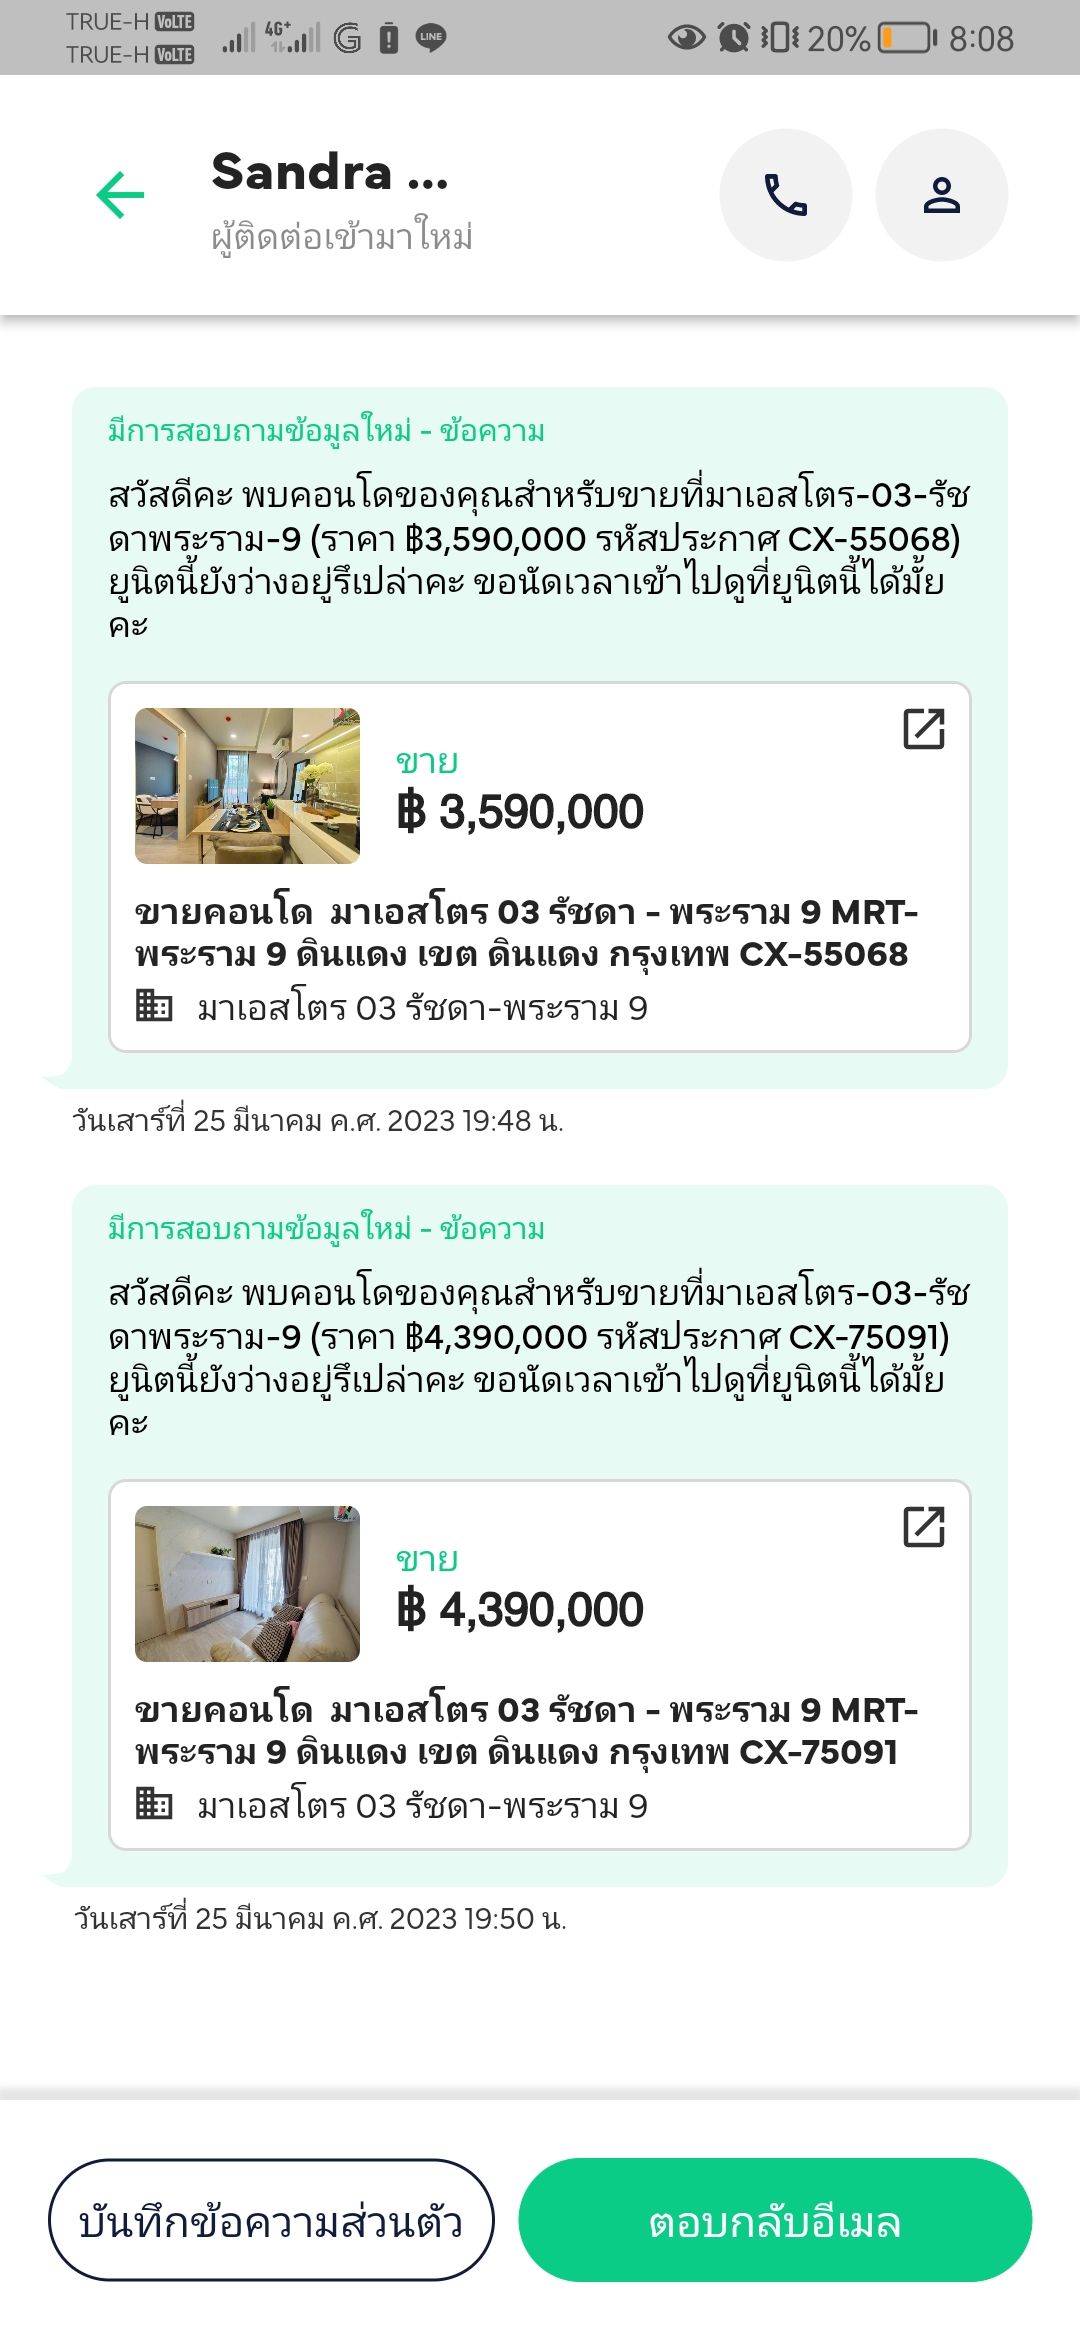 TRUE-H VoLTE
TRUE-H VoLTE
4G+
LINE
20%
8:08
Sandra ...
ผู้ติดต่อเข้ามาใหม่
มีการสอบถามข้อมูลใหม่ - ข้อความ
สวัสดีคะ พบคอนโดของคุณสำหรับขายที่มาเอสโตร-03-รัช
ดาพระราม-9 (ราคา ฿3,590,000 รหัสประกาศ CX-55068)
ยูนิตนี้ยังว่างอยู่รึเปล่าคะ ขอนัดเวลาเข้าไปดูที่ยูนิตนี้ได้มั้ย
คะ
ขาย
฿ 3,590,000
ขายคอนโด  มาเอสโตร 03 รัชดา - พระราม 9 MRT-
พระราม 9 ดินแดง เขต ดินแดง กรุงเทพ CX-55068
มาเอสโตร 03 รัชดา-พระราม 9
วันเสาร์ที่ 25 มีนาคม ค.ศ. 2023 19:48 น.
มีการสอบถามข้อมูลใหม่ - ข้อความ
สวัสดีคะ พบคอนโดของคุณสำหรับขายที่มาเอสโตร-03-รัช
ดาพระราม-9 (ราคา ฿4,390,000 รหัสประกาศ CX-75091)
ยูนิตนี้ยังว่างอยู่รึเปล่าคะ ขอนัดเวลาเข้าไปดูที่ยูนิตนี้ได้มั้ย
คะ
ขาย
฿ 4,390,000
ขายคอนโด  มาเอสโตร 03 รัชดา - พระราม 9 MRT-
พระราม 9 ดินแดง เขต ดินแดง กรุงเทพ CX-75091
มาเอสโตร 03 รัชดา-พระราม 9
วันเสาร์ที่ 25 มีนาคม ค.ศ. 2023 19:50 น.
บันทึกข้อความส่วนตัว
ตอบกลับอีเมล